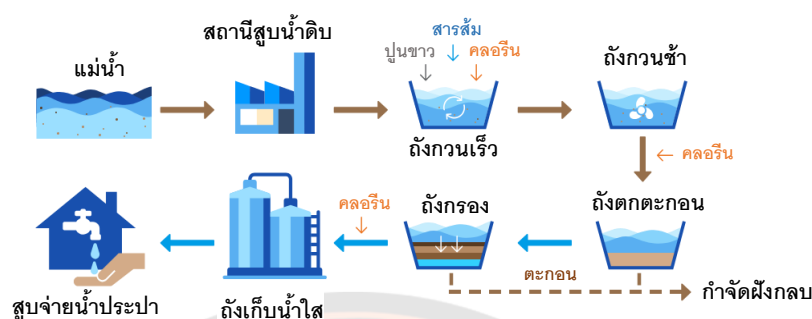 แม่น้ำ
สถานีสูบน้ำดิบ
ปูนขาว
สารส้ม
คลอรีน
ถังกวนเร็ว
ถังกวนช้า
คลอรีน
ถังตกตะกอน
ถังกรอง
คลอรีน
ถังเก็บน้ำใส
สูบจ่ายน้ำประปา
ตะกอน
กำจัดฝังกลบ